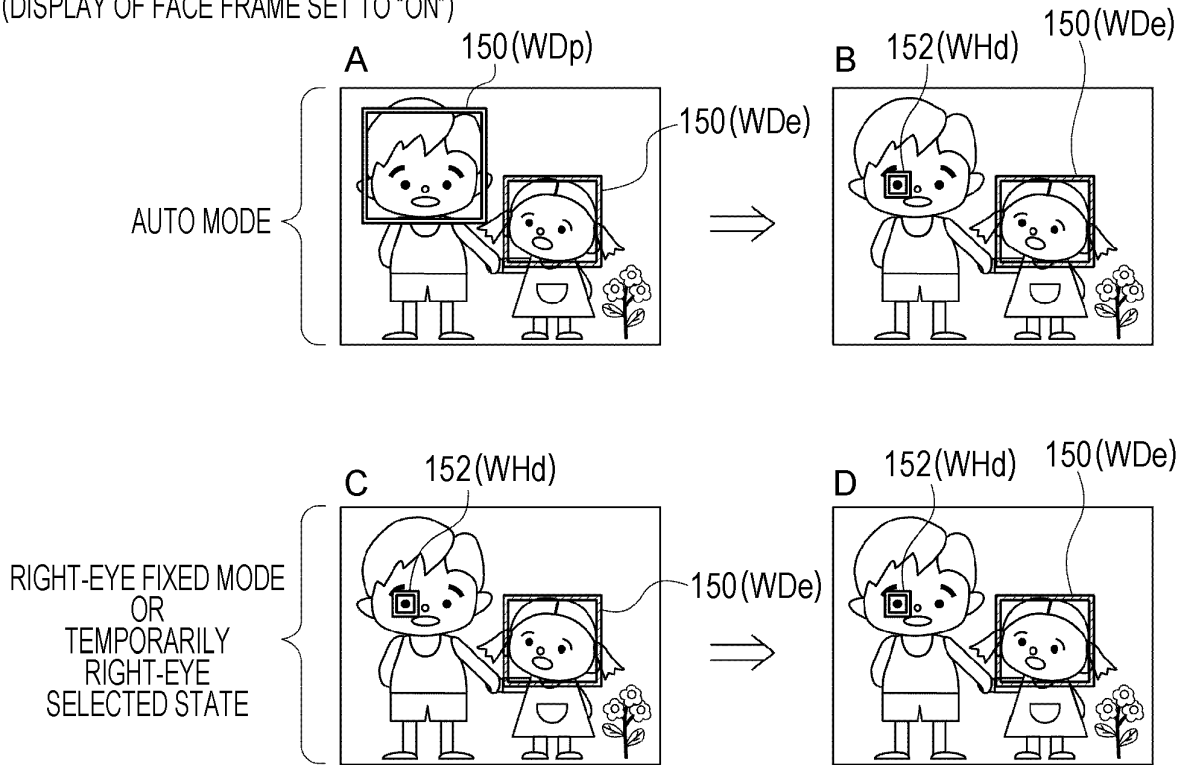 (DISPLAY OF FACE FRAME SET TO "ON")
A
150(WDp)
150(WDe)
B
152(WHd)
150(WDe)
AUTO MODE
C
152(WHd)
150(WDe)
D
152(WHd)
150(WDe)
RIGHT-EYE FIXED MODE
OR
TEMPORARILY
RIGHT-EYE
SELECTED STATE